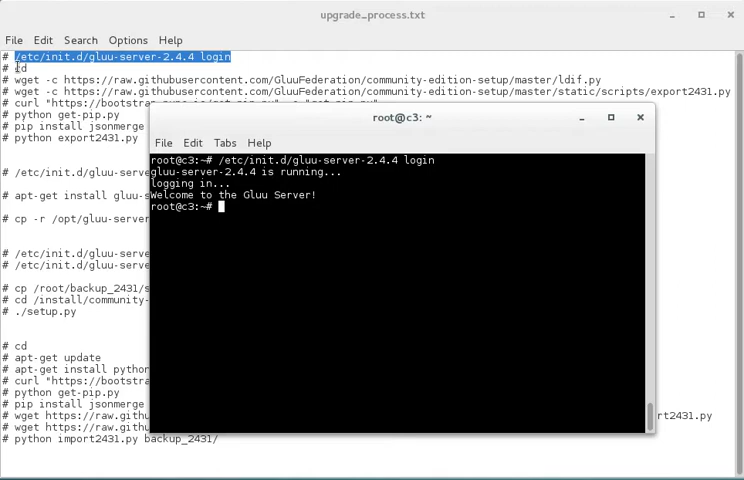 upgrade_process.txt
File Edit Search Options Help
# /etc/init.d/gluu-server-2.4.4 login
# cd
# wget -c https://raw.githubusercontent.com/GluuFederation/community-edition-setup/master/ldif.py
# wget -c https://raw.githubusercontent.com/GluuFederation/community-edition-setup/master/static/scripts/export2431.py
# curl "https://bootstrap
# python get-pip.py
# pip install jsonmerge
# python export2431.py
# /etc/init.d/gluu-serve
# apt-get install gluu-s
# cp -r /opt/gluu-server
# /etc/init.d/gluu-serve
# /etc/init.d/gluu-serve
# cp /root/backup_2431/s
# cd /install/community-
# ./setup.py
# cd
# apt-get update
# apt-get install python
# curl "https://bootstra
# python get-pip.py
# pip install jsonmerge
# wget https://raw.githu rt2431.py
# wget https://raw.githu
# python import2431.py backup_2431/
root@c3: ~
File Edit Tabs Help
root@c3:~# /etc/init.d/gluu-server-2.4.4 login
gluu-server-2.4.4 is running...
logging in...
Welcome to the Gluu Server!
root@c3:~#